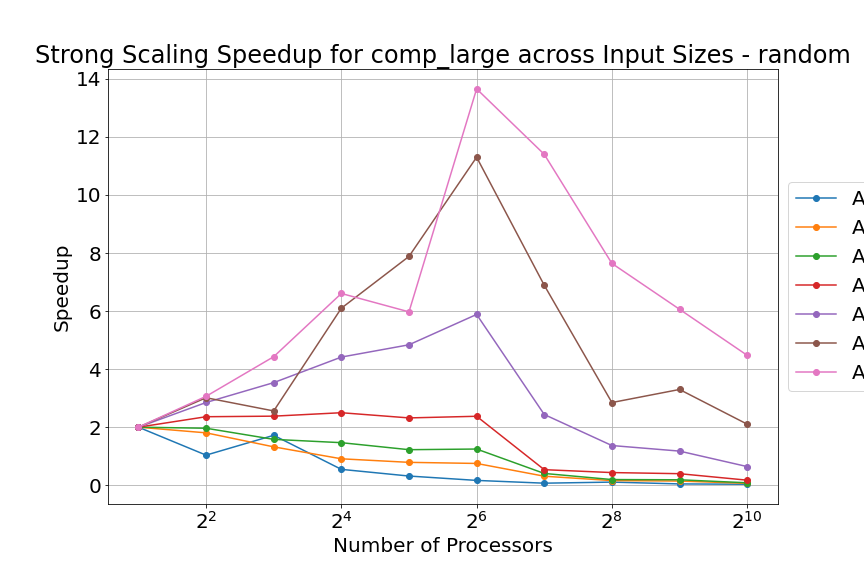 Strong Scaling Speedup for comp_large across Input Sizes - random
Speedup
14
12
10
8
6
4
2
0
2^2 2^4 2^6 2^8 2^10
Number of Processors
A
A
A
A
A
A
A